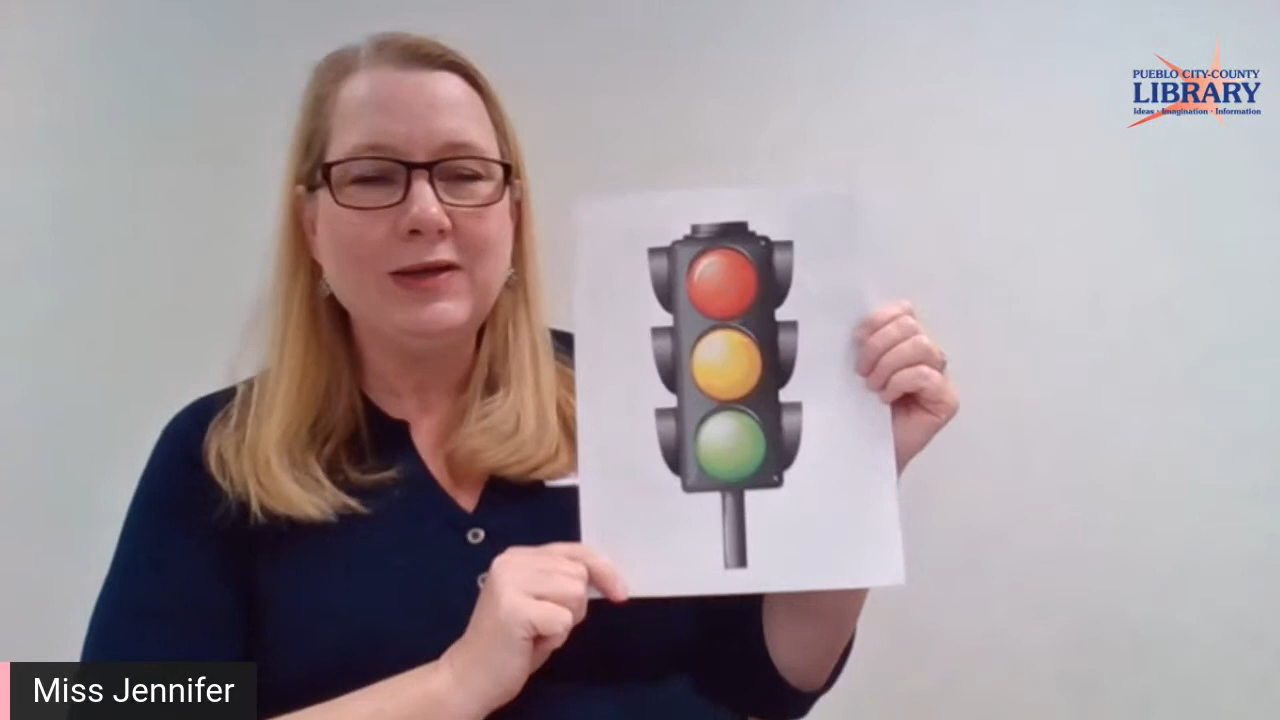 PUEBLO CITY-COUNTY
LIBRARY
Ideas · Imagination · Information
Miss Jennifer